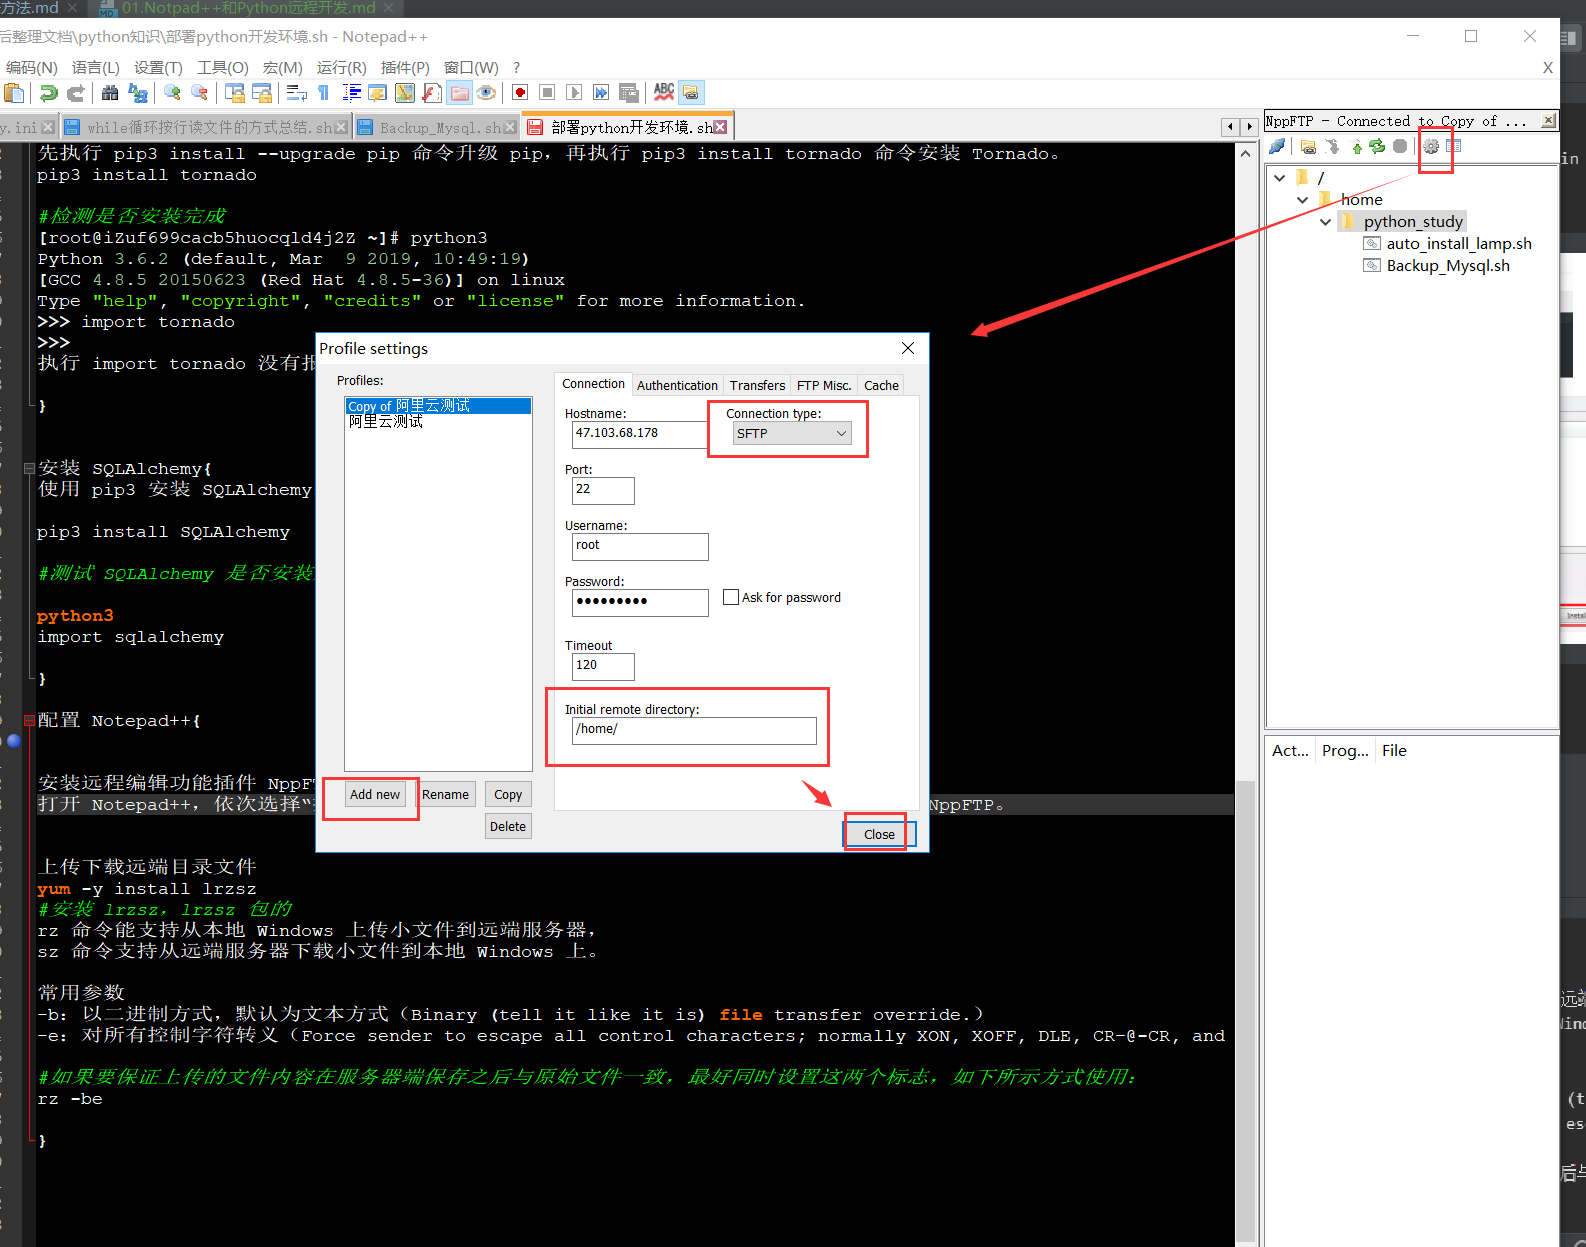 方法.md
01.Notpad++和Python远程开发.md
后整理文档\python知识\部署python开发环境.sh - Notepad++
编码(N) 语言(L) 设置(T) 工具(O) 宏(M) 运行(R) 插件(P) 窗口(W) ?
X
y.ini
while循环按行读文件的方式总结.sh
Backup_Mysql.sh
部署python开发环境.sh
先执行 pip3 install --upgrade pip 命令升级 pip，再执行 pip3 install tornado 命令安装 Tornado。
pip3 install tornado
#检测是否安装完成
[root@iZuf699cacb5huocqld4j2Z ~]# python3
Python 3.6.2 (default, Mar  9 2019, 10:49:19)
[GCC 4.8.5 20150623 (Red Hat 4.8.5-36)] on linux
Type "help", "copyright", "credits" or "license" for more information.
>>> import tornado
>>>
执行 import tornado 没有报
}
安装 SQLAlchemy{
使用 pip3 安装 SQLAlchemy
pip3 install SQLAlchemy
#测试 SQLAlchemy 是否安装
python3
import sqlalchemy
}
配置 Notepad++{
安装远程编辑功能插件 NppFT
打开 Notepad++，依次选择“
NppFTP。
上传下载远端目录文件
yum -y install lrzsz
#安装 lrzsz，lrzsz 包的
rz 命令能支持从本地 Windows 上传小文件到远端服务器，
sz 命令支持从远端服务器下载小文件到本地 Windows 上。
常用参数
-b: 以二进制方式，默认为文本方式（Binary (tell it like it is) file transfer override.）
-e: 对所有控制字符转义（Force sender to escape all control characters; normally XON, XOFF, DLE, CR-@-CR, and
#如果要保证上传的文件内容在服务器端保存之后与原始文件一致，最好同时设置这两个标志，如下所示方式使用：
rz -be
}
Profile settings
Profiles:
Copy of 阿里云测试
阿里云测试
Add new
Rename
Copy
Delete
Connection
Authentication
Transfers
FTP Misc.
Cache
Hostname:
47.103.68.178
Connection type:
SFTP
Port:
22
Username:
root
Password:
●●●●●●●●●
Ask for password
Timeout
120
Initial remote directory:
/home/
Close
NppFTP - Connected to Copy of ...
/
home
python_study
auto_install_lamp.sh
Backup_Mysql.sh
Act... Prog... File
in
Instal
远端
Wind
(t
es
后与